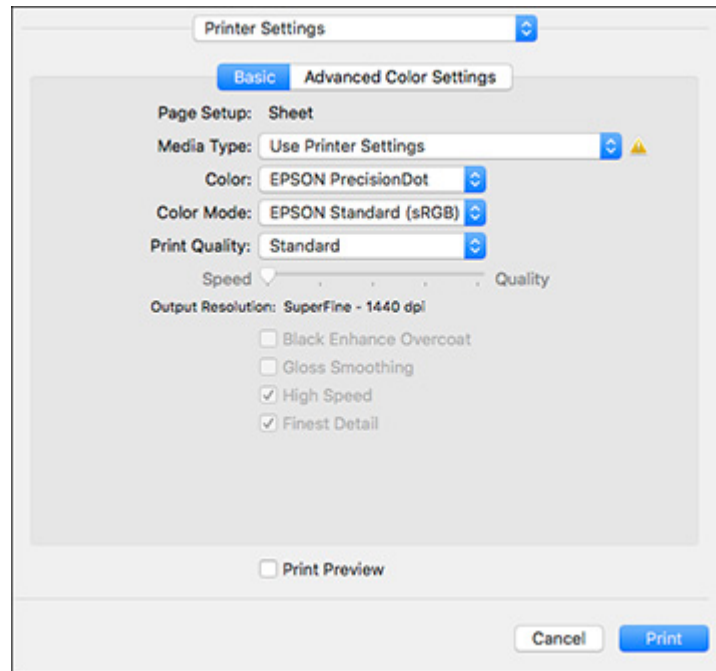 Printer Settings
Basic Advanced Color Settings
Page Setup: Sheet
Media Type: Use Printer Settings
Color: EPSON PrecisionDot
Color Mode: EPSON Standard (sRGB)
Print Quality: Standard
Speed Quality
Output Resolution: SuperFine - 1440 dpi
Black Enhance Overcoat
Gloss Smoothing
High Speed
Finest Detail
Print Preview
Cancel Print